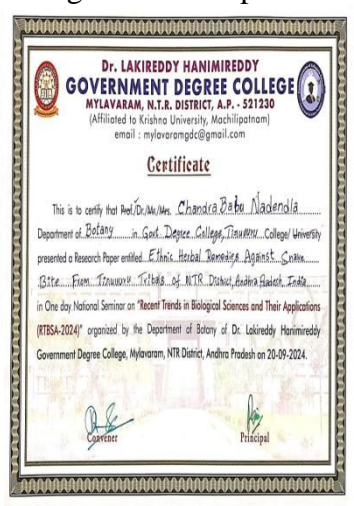 Dr. LAKIREDDY HANIMIREDDY
GOVERNMENT DEGREE COLLEGE
MYLAVARAM, N.T.R. DISTRICT, A.P. - 521230
(Affiliated to Krishna University, Machilipatnam)
email : mylavaramgdc@gmail.com
Certificate
This is to certify that Prof./Dr./Mr./Mrs. Chandra Babu Nadendla
Department of Botany in Govt Degree College, Tiruvuru College/ University
presented a Research Paper entitled Ethnic Herbal Remedies Against Snake
Bite From Tiruvuru Tribals of NTR District, Andhra Pradesh, India
in One day National Seminar on "Recent Trends in Biological Sciences and Their Applications
(RTBSA-2024)" organized by the Department of Botany of Dr. Lakireddy Hanimireddy
Government Degree College, Mylavaram, NTR District, Andhra Pradesh on 20-09-2024.
Convener Principal